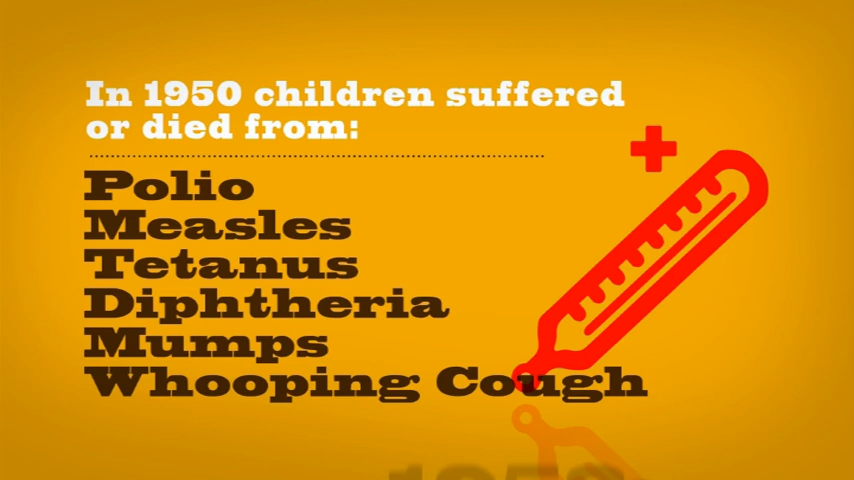 In 1950 children suffered
or died from:
Polio
Measles
Tetanus
Diphtheria
Mumps
Whooping Cough